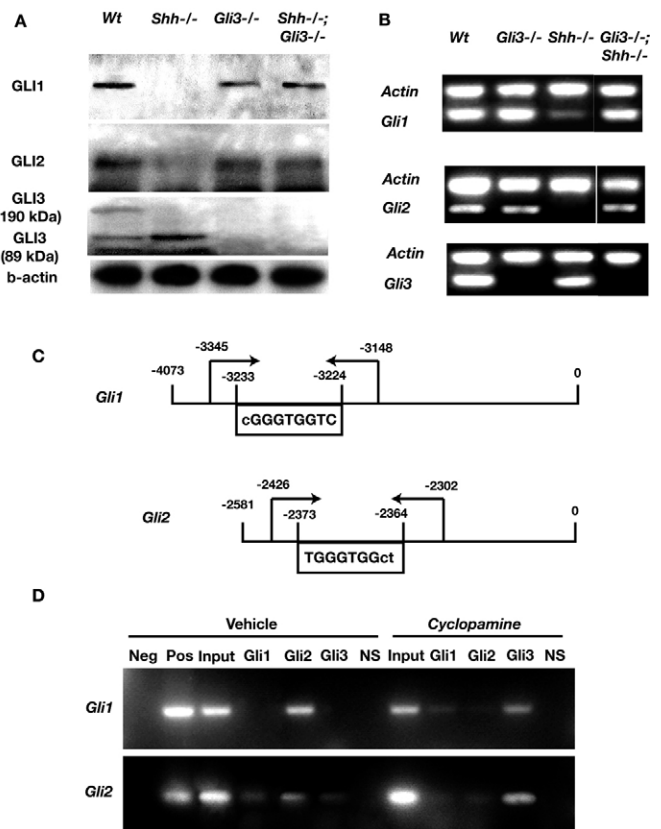 A
Wt Shh-/- Gli3-/- Shh-/-;
Gli3-/-
GLI1
GLI2
GLI3
190 kDa)
GLI3
(89 kDa)
b-actin
B
Wt Gli3-/- Shh-/- Gli3-/-;
Shh-/-
Actin
Gli1
Actin
Gli2
Actin
Gli3
C
-4073 -3345 -3233 -3224 -3148 0
Gli1
cGGGTGGTC
-2581 -2426 -2373 -2364 -2302 0
Gli2
TGGGTGGct
D
Vehicle Cyclopamine
Neg Pos Input Gli1 Gli2 Gli3 NS Input Gli1 Gli2 Gli3 NS
Gli1
Gli2